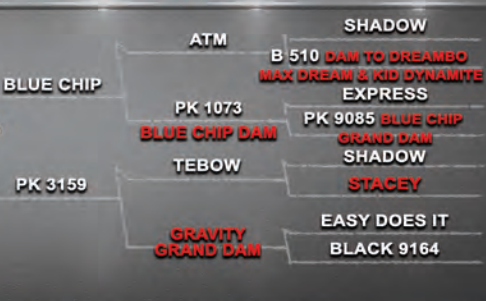 SHADOW
ATM
B 510 DAM TO DREAMBO
MAX DREAM & KID DYNAMITE
BLUE CHIP
EXPRESS
PK 1073
PK 9085 BLUE CHIP
BLUE CHIP DAM
GRAND DAM
SHADOW
TEBOW
PK 3159
STACEY
EASY DOES IT
GRAVITY
GRAND DAM
BLACK 9164